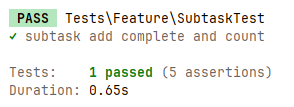 PASS Tests\Feature\SubtaskTest
✓ subtask add complete and count
Tests: 1 passed (5 assertions)
Duration: 0.65s